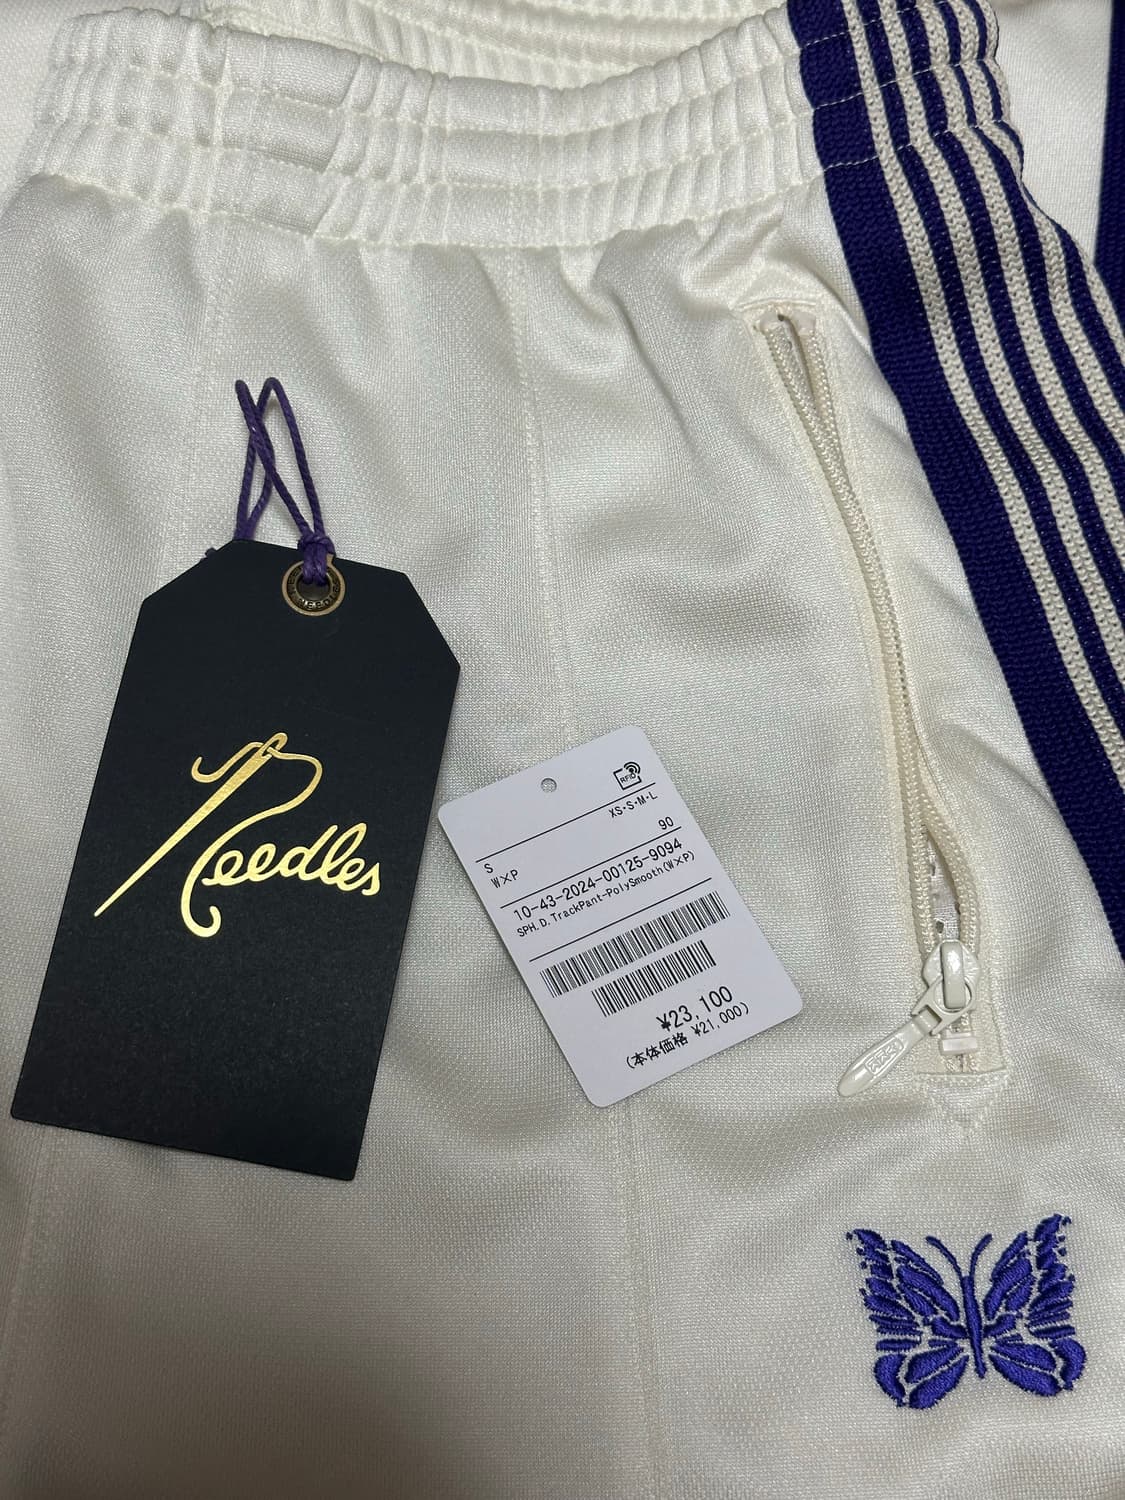 NEEDLES
Needles
RFID
XS・S・M・L
S 90
W×P
10-43-2024-00125-9094
SPH.D.TrackPant-PolySmooth(W×P)
¥23,100
(本体価格 ¥21,000)